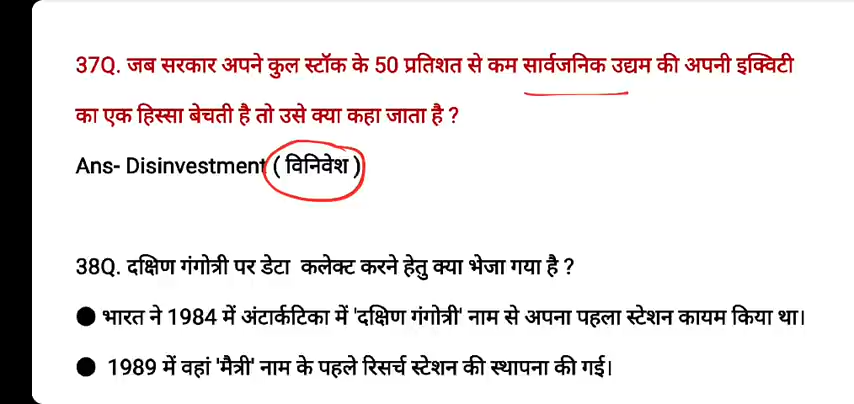 37Q. जब सरकार अपने कुल स्टॉक के 50 प्रतिशत से कम सार्वजनिक उद्यम की अपनी इक्विटी
का एक हिस्सा बेचती है तो उसे क्या कहा जाता है ?
Ans- Disinvestment ( विनिवेश )
38Q. दक्षिण गंगोत्री पर डेटा कलेक्ट करने हेतु क्या भेजा गया है ?
● भारत ने 1984 में अंटार्कटिका में 'दक्षिण गंगोत्री' नाम से अपना पहला स्टेशन कायम किया था।
● 1989 में वहां 'मैत्री' नाम के पहले रिसर्च स्टेशन की स्थापना की गई।